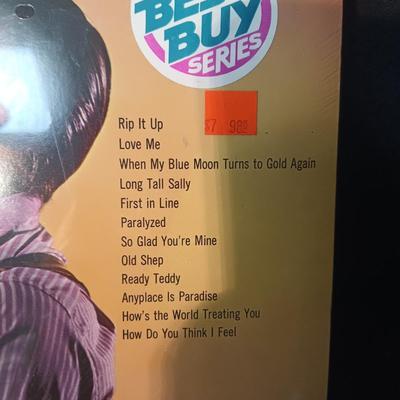 BEST
BUY
SERIES
$7.98
Rip It Up
Love Me
When My Blue Moon Turns to Gold Again
Long Tall Sally
First in Line
Paralyzed
So Glad You're Mine
Old Shep
Ready Teddy
Anyplace Is Paradise
How's the World Treating You
How Do You Think I Feel